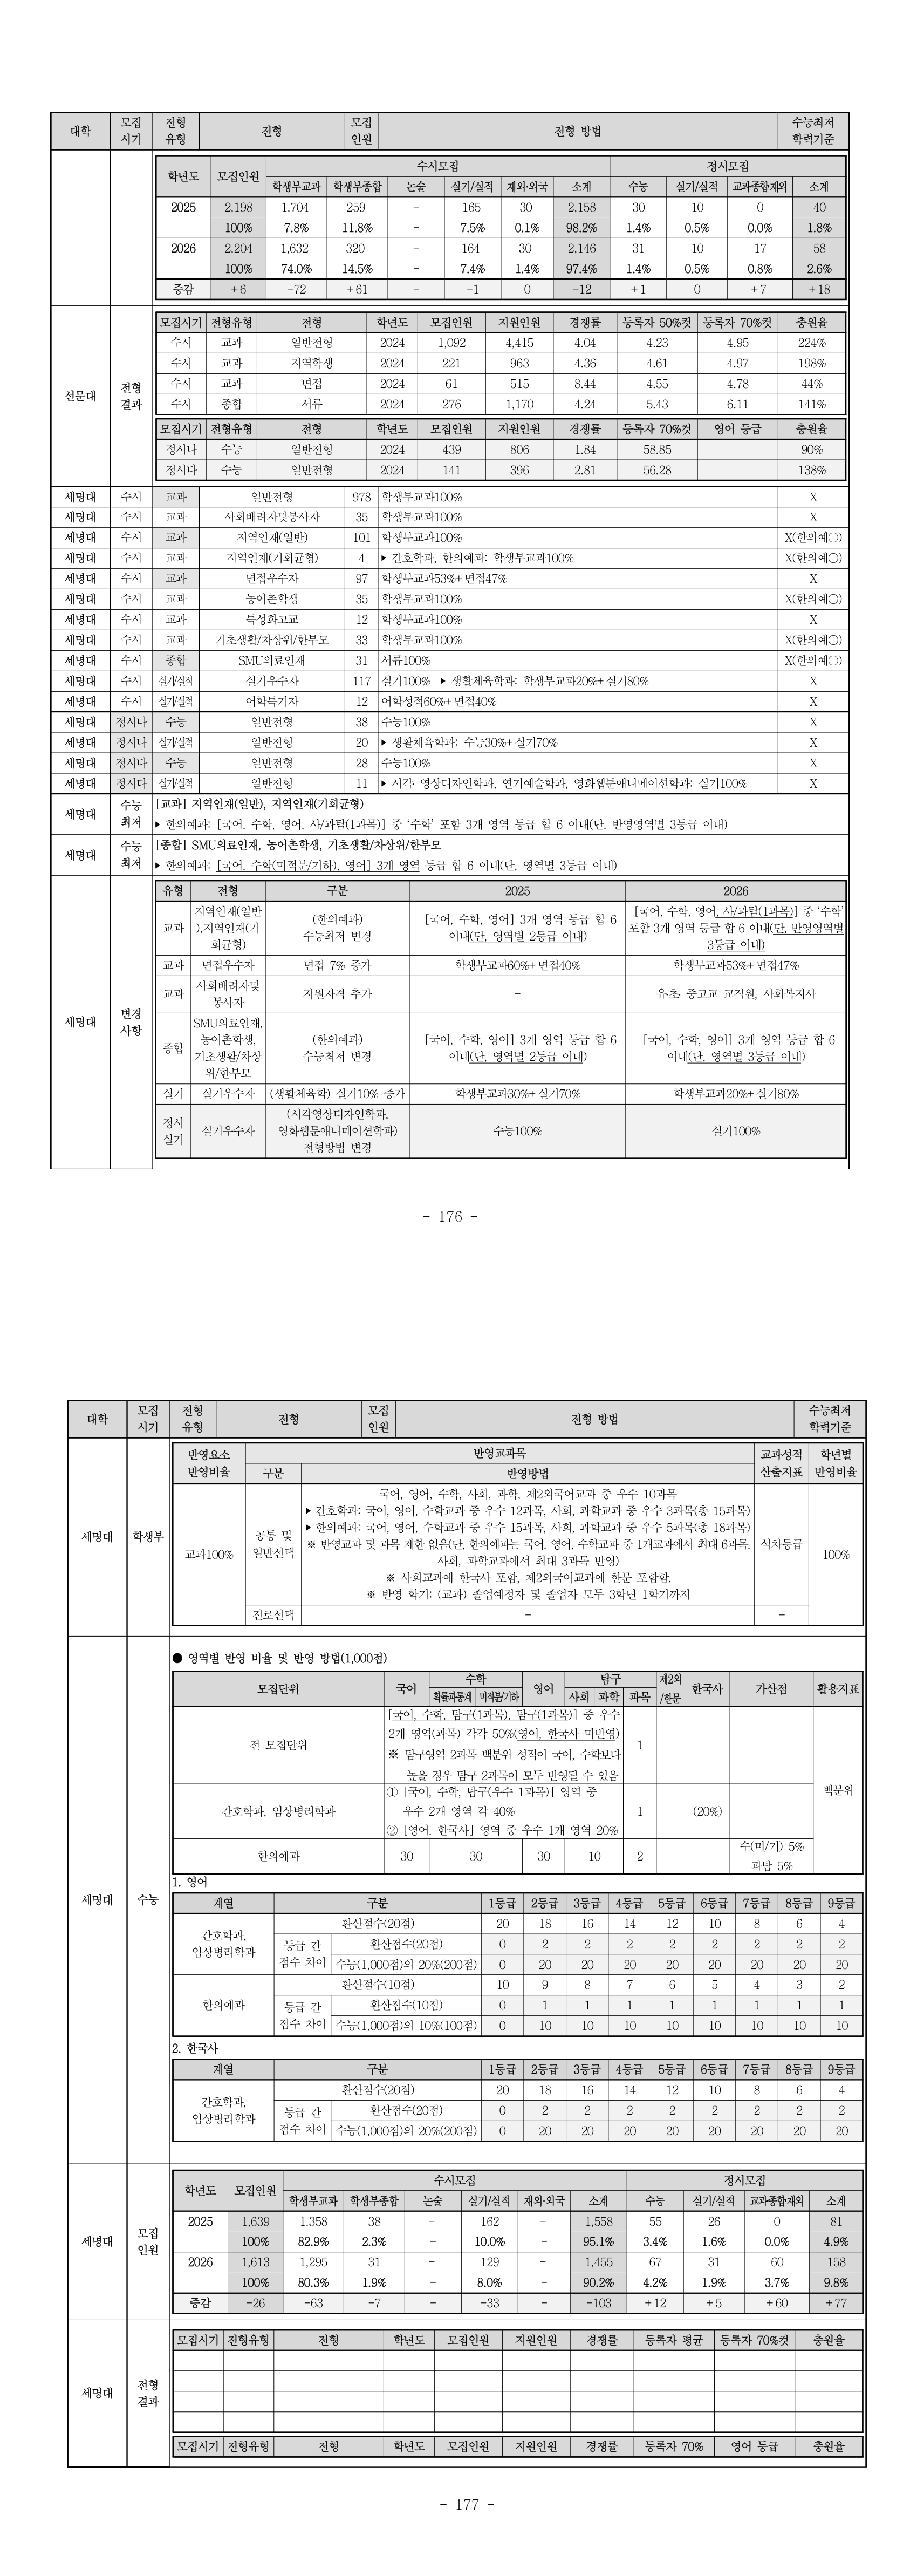 대학 모집시기 전형유형 전형 모집인원 전형 방법 수능최저학력기준
학년도 모집인원 수시모집 정시모집
학생부교과 학생부종합 논술 실기/실적 재외·외국 소계 수능 실기/실적 교과종합재외 소계
2025 2,198 1,704 259 - 165 30 2,158 30 10 0 40
100% 7.8% 11.8% - 7.5% 0.1% 98.2% 1.4% 0.5% 0.0% 1.8%
2026 2,204 1,632 320 - 164 30 2,146 31 10 17 58
100% 74.0% 14.5% - 7.4% 1.4% 97.4% 1.4% 0.5% 0.8% 2.6%
증감 +6 -72 +61 - -1 0 -12 +1 0 +7 +18
선문대 전형결과
모집시기 전형유형 전형 학년도 모집인원 지원인원 경쟁률 등록자 50%컷 등록자 70%컷 충원율
수시 교과 일반전형 2024 1,092 4,415 4.04 4.23 4.95 224%
수시 교과 지역학생 2024 221 963 4.36 4.61 4.97 198%
수시 교과 면접 2024 61 515 8.44 4.55 4.78 44%
수시 종합 서류 2024 276 1,170 4.24 5.43 6.11 141%
모집시기 전형유형 전형 학년도 모집인원 지원인원 경쟁률 등록자 70%컷 영어 등급 충원율
정시나 수능 일반전형 2024 439 806 1.84 58.85 90%
정시다 수능 일반전형 2024 141 396 2.81 56.28 138%
세명대 수시 교과 일반전형 978 학생부교과100% X
세명대 수시 교과 사회배려자및봉사자 35 학생부교과100% X
세명대 수시 교과 지역인재(일반) 101 학생부교과100% X(한의예○)
세명대 수시 교과 지역인재(기회균형) 4 ▸ 간호학과, 한의예과: 학생부교과100% X(한의예○)
세명대 수시 교과 면접우수자 97 학생부교과53%+면접47% X
세명대 수시 교과 농어촌학생 35 학생부교과100% X(한의예○)
세명대 수시 교과 특성화고교 12 학생부교과100% X
세명대 수시 교과 기초생활/차상위/한부모 33 학생부교과100% X(한의예○)
세명대 수시 종합 SMU의료인재 31 서류100% X(한의예○)
세명대 수시 실기/실적 실기우수자 117 실기100% ▸ 생활체육학과: 학생부교과20%+실기80% X
세명대 수시 실기/실적 어학특기자 12 어학성적60%+면접40% X
세명대 정시나 수능 일반전형 38 수능100% X
세명대 정시나 실기/실적 일반전형 20 ▸ 생활체육학과: 수능30%+실기70% X
세명대 정시다 수능 일반전형 28 수능100% X
세명대 정시다 실기/실적 일반전형 11 ▸ 시각·영상디자인학과, 연기예술학과, 영화웹툰애니메이션학과: 실기100% X
세명대 수능최저 [교과] 지역인재(일반), 지역인재(기회균형)
▸ 한의예과: [국어, 수학, 영어, 사/과탐(1과목)] 중 ‘수학’ 포함 3개 영역 등급 합 6 이내(단, 반영영역별 3등급 이내)
세명대 수능최저 [종합] SMU의료인재, 농어촌학생, 기초생활/차상위/한부모
▸ 한의예과: [국어, 수학(미적분/기하), 영어] 3개 영역 등급 합 6 이내(단, 영역별 3등급 이내)
세명대 변경사항
유형 전형 구분 2025 2026
교과 지역인재(일반),지역인재(기회균형) (한의예과) 수능최저 변경 [국어, 수학, 영어] 3개 영역 등급 합 6 이내(단, 영역별 2등급 이내) [국어, 수학, 영어, 사/과탐(1과목)] 중 ‘수학’ 포함 3개 영역 등급 합 6 이내(단, 반영영역별 3등급 이내)
교과 면접우수자 면접 7% 증가 학생부교과60%+면접40% 학생부교과53%+면접47%
교과 사회배려자및봉사자 지원자격 추가 - 유·초· 중고교 교직원, 사회복지사
종합 SMU의료인재, 농어촌학생, 기초생활/차상위/한부모 (한의예과) 수능최저 변경 [국어, 수학, 영어] 3개 영역 등급 합 6 이내(단, 영역별 2등급 이내) [국어, 수학, 영어] 3개 영역 등급 합 6 이내(단, 영역별 3등급 이내)
실기 실기우수자 (생활체육학) 실기10% 증가 학생부교과30%+실기70% 학생부교과20%+실기80%
정시실기 실기우수자 (시각영상디자인학과, 영화웹툰애니메이션학과) 전형방법 변경 수능100% 실기100%
- 176 -
대학 모집시기 전형유형 전형 모집인원 전형 방법 수능최저학력기준
세명대 학생부
반영요소 반영비율 반영교과목 교과성적 산출지표 학년별 반영비율
구분 반영방법
교과100% 공통 및 일반선택 석차등급 100%
국어, 영어, 수학, 사회, 과학, 제2외국어교과 중 우수 10과목
▸ 간호학과: 국어, 영어, 수학교과 중 우수 12과목, 사회, 과학교과 중 우수 3과목(총 15과목)
▸ 한의예과: 국어, 영어, 수학교과 중 우수 15과목, 사회, 과학교과 중 우수 5과목(총 18과목)
※ 반영교과 및 과목 제한 없음(단, 한의예과는 국어, 영어, 수학교과 중 1개교과에서 최대 6과목,
사회, 과학교과에서 최대 3과목 반영)
※ 사회교과에 한국사 포함, 제2외국어교과에 한문 포함함.
※ 반영 학기: (교과) 졸업예정자 및 졸업자 모두 3학년 1학기까지
진로선택 - -
세명대 수능
● 영역별 반영 비율 및 반영 방법(1,000점)
모집단위 국어 수학 영어 탐구 제2외/한문 한국사 가산점 활용지표
확률과통계 미적분/기하 사회 과학 과목
전 모집단위 1 백분위
[국어, 수학, 탐구(1과목), 탐구(1과목)] 중 우수
2개 영역(과목) 각각 50%(영어, 한국사 미반영)
※ 탐구영역 2과목 백분위 성적이 국어, 수학보다
높을 경우 탐구 2과목이 모두 반영될 수 있음
간호학과, 임상병리학과 1 (20%)
① [국어, 수학, 탐구(우수 1과목)] 영역 중
우수 2개 영역 각 40%
② [영어, 한국사] 영역 중 우수 1개 영역 20%
한의예과 30 30 30 10 2 수(미/기) 5% 과탐 5%
1. 영어
계열 구분 1등급 2등급 3등급 4등급 5등급 6등급 7등급 8등급 9등급
간호학과, 임상병리학과 환산점수(20점) 20 18 16 14 12 10 8 6 4
등급 간 점수 차이 환산점수(20점) 0 2 2 2 2 2 2 2 2
수능(1,000점)의 20%(200점) 0 20 20 20 20 20 20 20 20
한의예과 환산점수(10점) 10 9 8 7 6 5 4 3 2
등급 간 점수 차이 환산점수(10점) 0 1 1 1 1 1 1 1 1
수능(1,000점)의 10%(100점) 0 10 10 10 10 10 10 10 10
2. 한국사
계열 구분 1등급 2등급 3등급 4등급 5등급 6등급 7등급 8등급 9등급
간호학과, 임상병리학과 환산점수(20점) 20 18 16 14 12 10 8 6 4
등급 간 점수 차이 환산점수(20점) 0 2 2 2 2 2 2 2 2
수능(1,000점)의 20%(200점) 0 20 20 20 20 20 20 20 20
세명대 모집인원
학년도 모집인원 수시모집 정시모집
학생부교과 학생부종합 논술 실기/실적 재외·외국 소계 수능 실기/실적 교과종합재외 소계
2025 1,639 1,358 38 - 162 - 1,558 55 26 0 81
100% 82.9% 2.3% - 10.0% - 95.1% 3.4% 1.6% 0.0% 4.9%
2026 1,613 1,295 31 - 129 - 1,455 67 31 60 158
100% 80.3% 1.9% - 8.0% - 90.2% 4.2% 1.9% 3.7% 9.8%
증감 -26 -63 -7 - -33 - -103 +12 +5 +60 +77
세명대 전형결과
모집시기 전형유형 전형 학년도 모집인원 지원인원 경쟁률 등록자 평균 등록자 70%컷 충원율
모집시기 전형유형 전형 학년도 모집인원 지원인원 경쟁률 등록자 70% 영어 등급 충원율
- 177 -